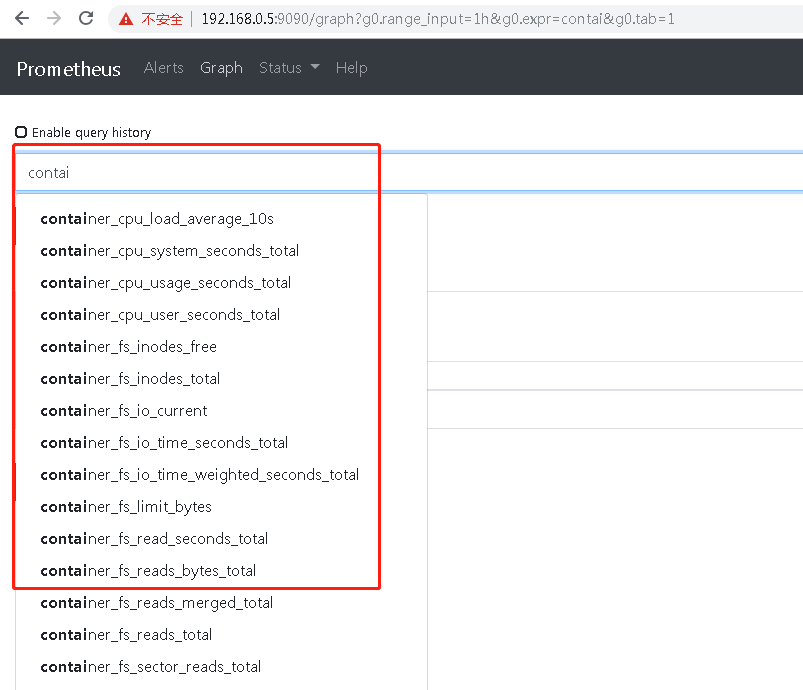 不安全 192.168.0.5:9090/graph?g0.range_input=1h&g0.expr=contai&g0.tab=1
Prometheus Alerts Graph Status Help
Enable query history
contai
container_cpu_load_average_10s
container_cpu_system_seconds_total
container_cpu_usage_seconds_total
container_cpu_user_seconds_total
container_fs_inodes_free
container_fs_inodes_total
container_fs_io_current
container_fs_io_time_seconds_total
container_fs_io_time_weighted_seconds_total
container_fs_limit_bytes
container_fs_read_seconds_total
container_fs_reads_bytes_total
container_fs_reads_merged_total
container_fs_reads_total
container_fs_sector_reads_total